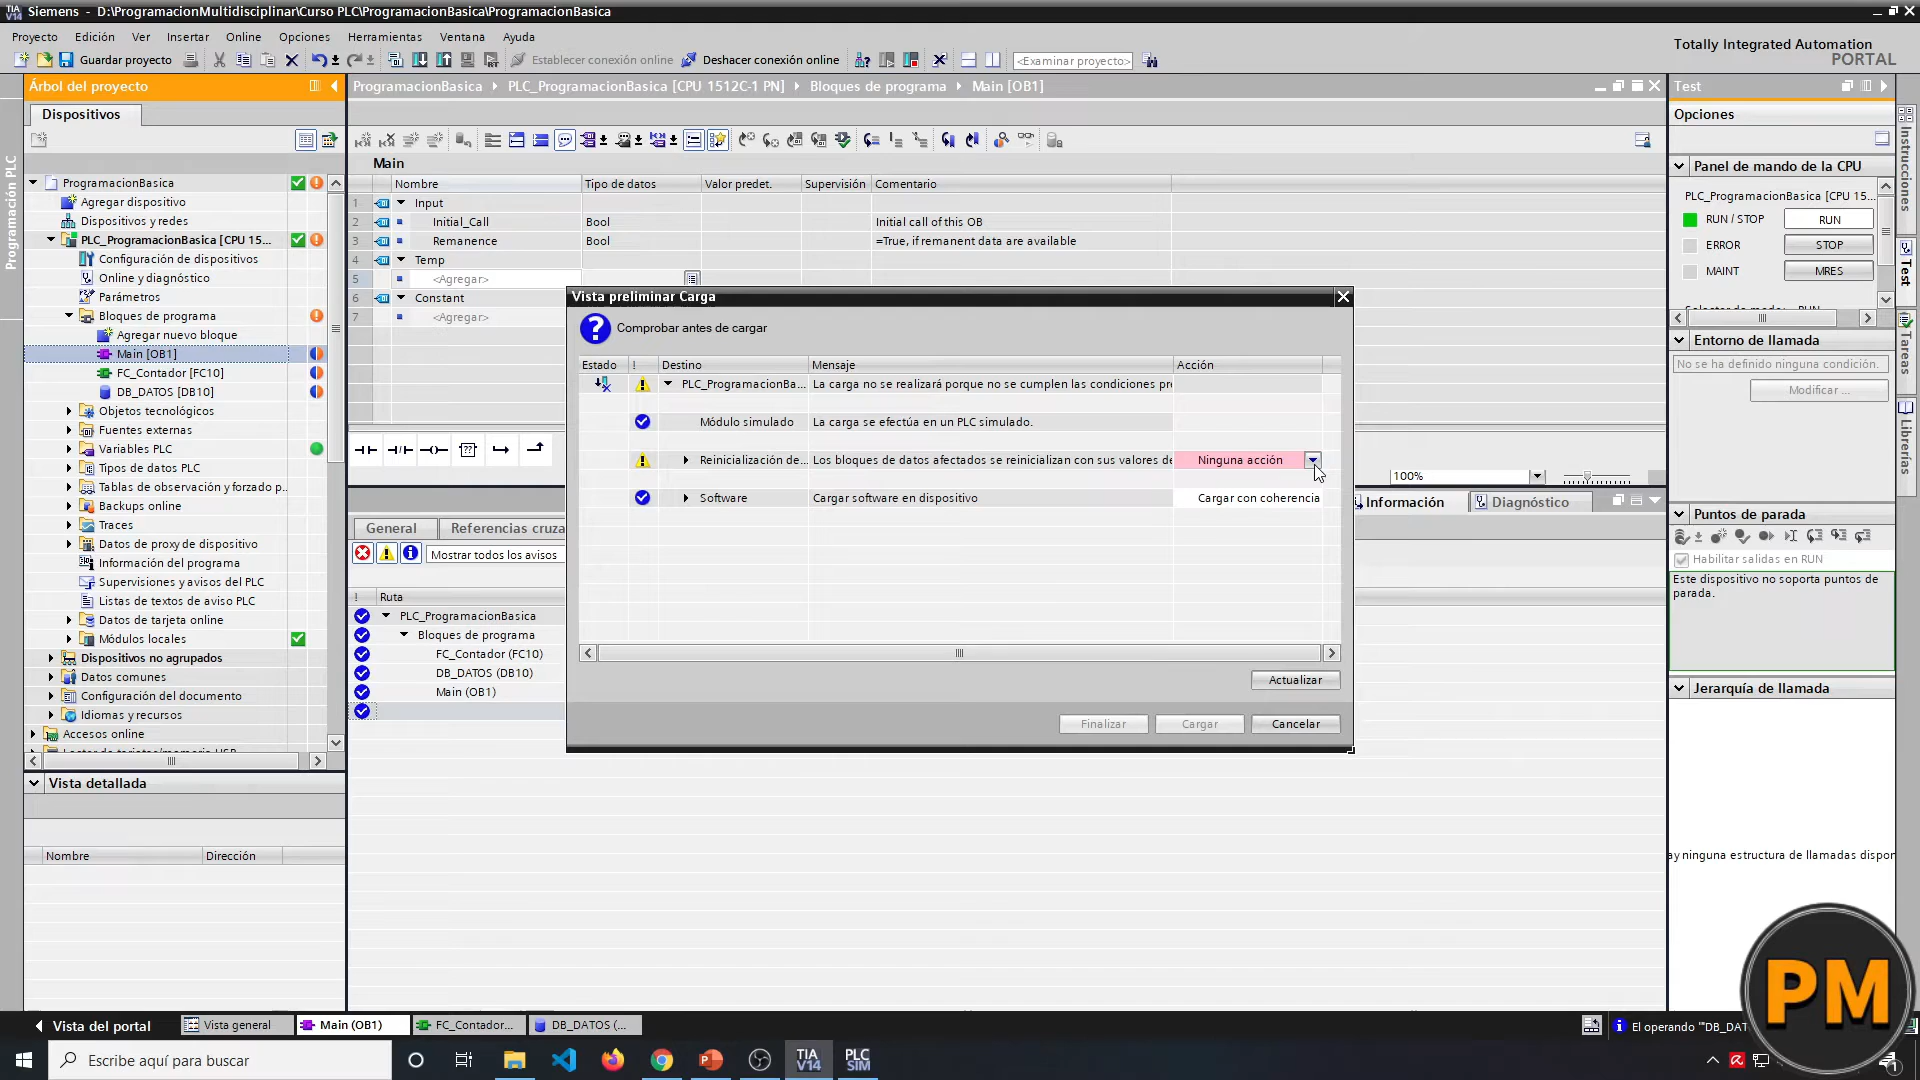 Siemens - D:\ProgramacionMultidisciplinar\Curso PLC\ProgramacionBasica\ProgramacionBasica
Proyecto Edición Ver Insertar Online Opciones Herramientas Ventana Ayuda
Totally Integrated Automation
PORTAL
Guardar proyecto Establecer conexión online Deshacer conexión online <Examinar proyecto>
Árbol del proyecto
ProgramacionBasica PLC_ProgramacionBasica [CPU 1512C-1 PN] Bloques de programa Main [OB1]
Test
Dispositivos
Opciones
Programación PLC
Instrucciones
Test
Tareas
Librerías
Main
Nombre Tipo de datos Valor predet. Supervisión Comentario
1 Input
2 Initial_Call Bool Initial call of this OB
3 Remanence Bool =True, if remanent data are available
4 Temp
5 <Agregar>
6 Constant
7 <Agregar>
ProgramacionBasica
Agregar dispositivo
Dispositivos y redes
PLC_ProgramacionBasica [CPU 15...
Configuración de dispositivos
Online y diagnóstico
Parámetros
Bloques de programa
Agregar nuevo bloque
Main [OB1]
FC_Contador [FC10]
DB_DATOS [DB10]
Objetos tecnológicos
Fuentes externas
Variables PLC
Tipos de datos PLC
Tablas de observación y forzado p..
Backups online
Traces
Datos de proxy de dispositivo
Información del programa
Supervisiones y avisos del PLC
Listas de textos de aviso PLC
Datos de tarjeta online
Módulos locales
Dispositivos no agrupados
Datos comunes
Configuración del documento
Idiomas y recursos
Accesos online
Vista detallada
Nombre Dirección
Vista preliminar Carga
Comprobar antes de cargar
Estado ! Destino Mensaje Acción
PLC_ProgramacionBa... La carga no se realizará porque no se cumplen las condiciones pre
Módulo simulado La carga se efectúa en un PLC simulado.
Reinicialización de... Los bloques de datos afectados se reinicializan con sus valores de Ninguna acción
Software Cargar software en dispositivo Cargar con coherencia
Actualizar
Finalizar Cargar Cancelar
100%
Información Diagnóstico
General Referencias cruza
Mostrar todos los avisos
! Ruta
PLC_ProgramacionBasica
Bloques de programa
FC_Contador (FC10)
DB_DATOS (DB10)
Main (OB1)
Panel de mando de la CPU
PLC_ProgramacionBasica [CPU 15...
RUN / STOP RUN
ERROR STOP
MAINT MRES
Entorno de llamada
No se ha definido ninguna condición.
Modificar ...
Puntos de parada
Habilitar salidas en RUN
Este dispositivo no soporta puntos de
parada.
Jerarquía de llamada
ay ninguna estructura de llamadas dispon
PM
Vista del portal Vista general Main (OB1) FC_Contador... DB_DATOS (...
El operando '"DB_DAT
Escribe aquí para buscar
TIA
V14
PLC
SIM